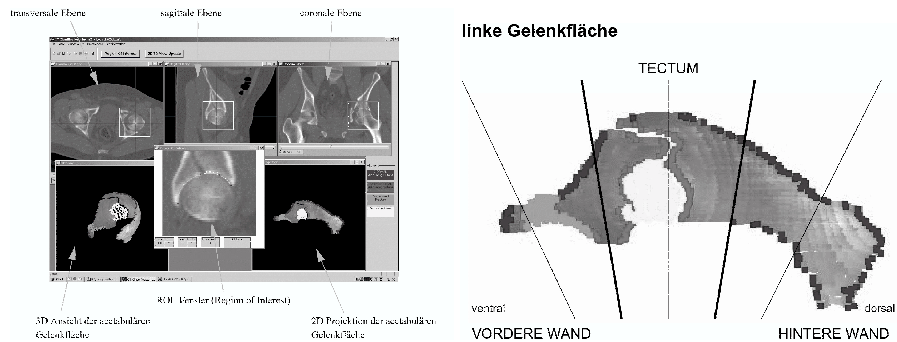 transversale Ebene
sagittale Ebene
coronale Ebene
ROI Fenster (Region of Interest)
3D Ansicht der acetabulären
Gelenkfläche
2D Projektion der acetabulären
Gelenkfläche
linke Gelenkfläche
TECTUM
ventral
dorsal
VORDERE WAND
HINTERE WAND